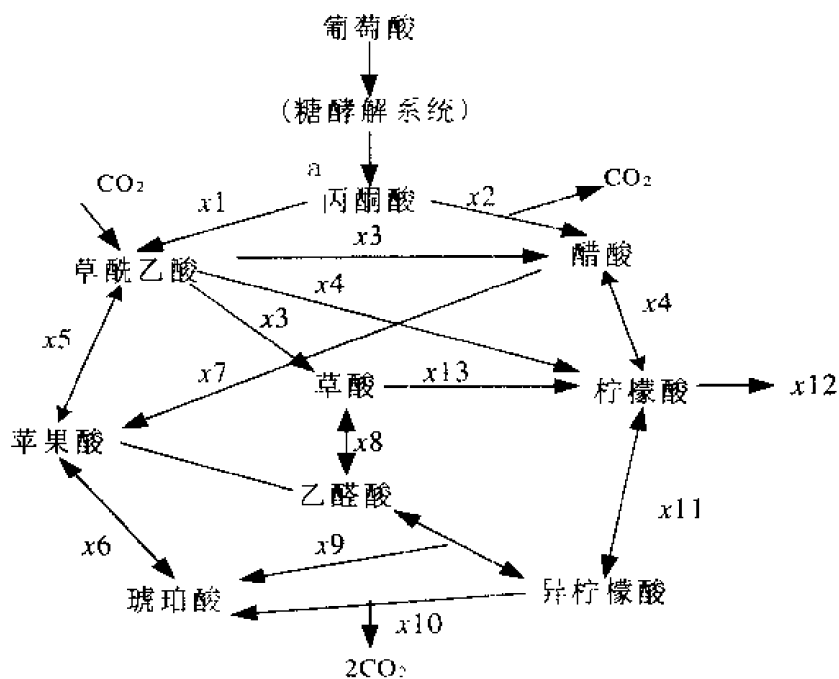 葡萄酸
(糖酵解系统)
a
CO₂
x1
丙酮酸
x2
CO₂
x3
草酰乙酸
醋酸
x4
x3
x4
x5
x7
草酸
x13
柠檬酸
x12
苹果酸
x8
乙醛酸
x11
x6
x9
琥珀酸
异柠檬酸
x10
2CO₂